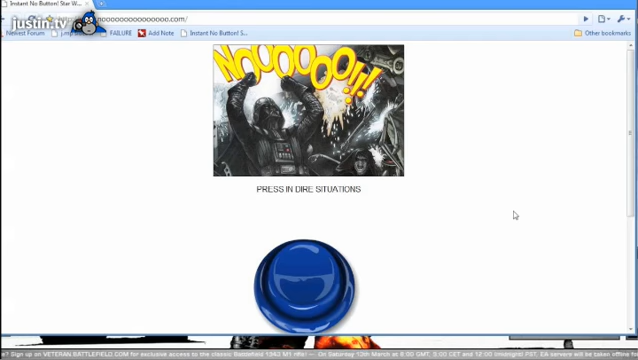 Instant No Button! Star W...
justin.tv
ooooooooooooooo.com/
Newest Forum
FAILURE
Add Note
Instant No Button! S...
Other bookmarks
NOOOOOO!!!
PRESS IN DIRE SITUATIONS
e? Sign up on VETERAN.BATTLEFIELD.COM for exclusive access to the classic Battlefield 1943 M1 rifle! — On Saturday 12th March at 6:00 GMT, 5:00 CET and 12:00 (midnight) PST, EA servers will be taken offline f